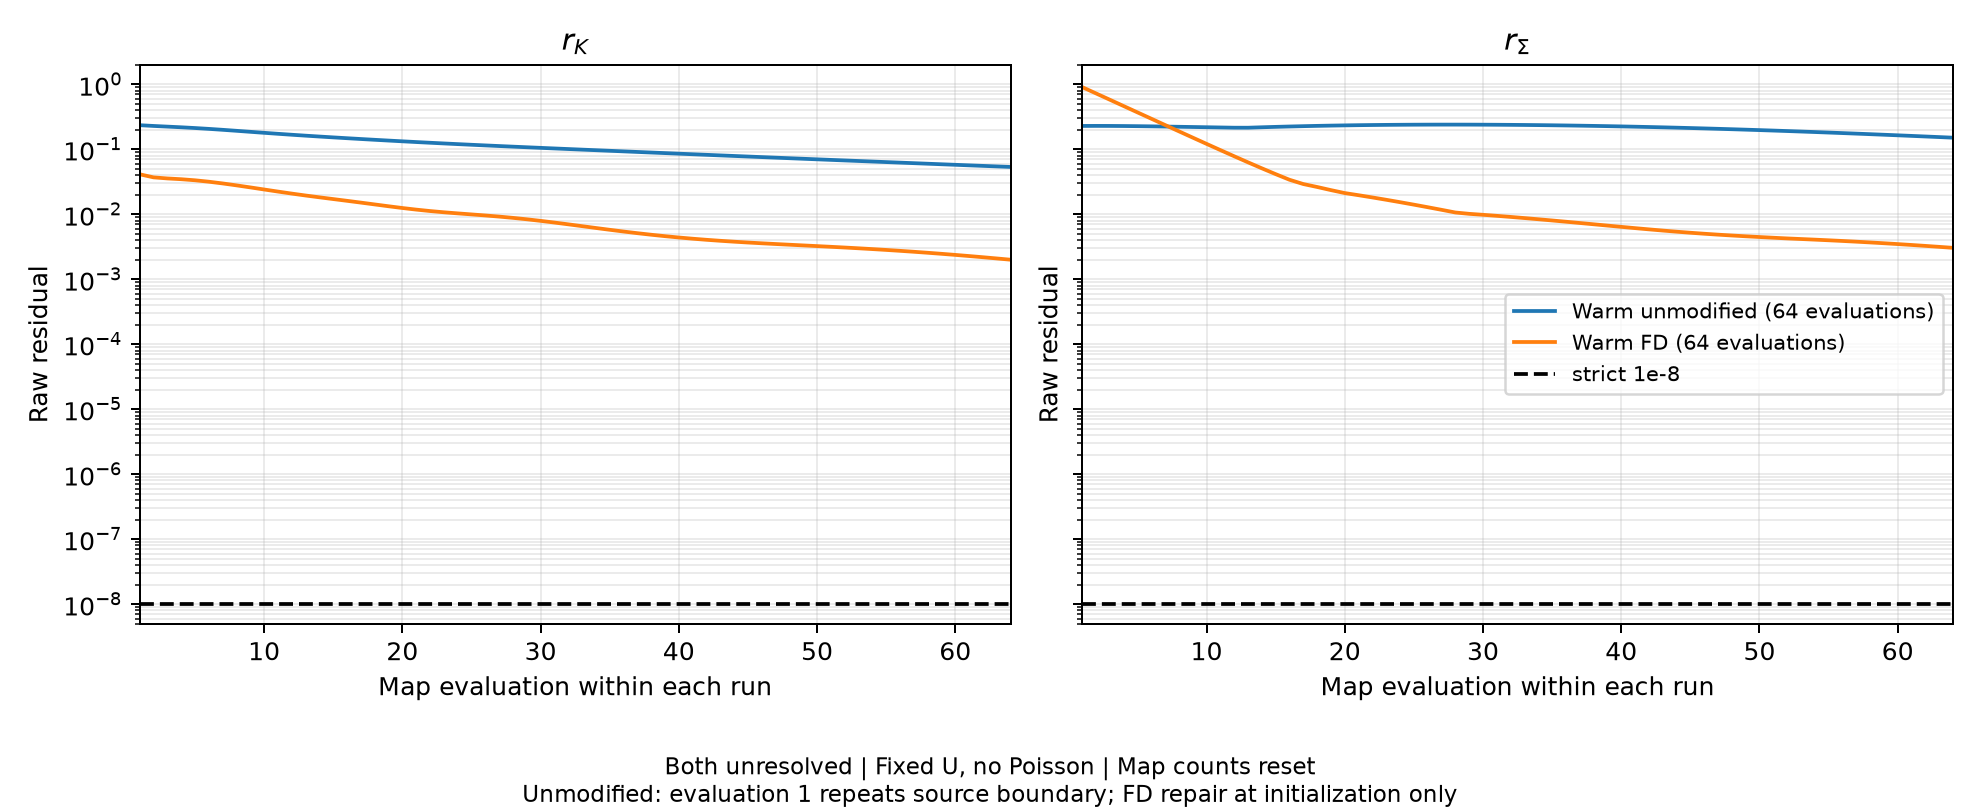 r_K
r_Σ
10^0
10^−1
10^−2
10^−3
10^−4
10^−5
10^−6
10^−7
10^−8
Raw residual
Raw residual
Warm unmodified (64 evaluations)
Warm FD (64 evaluations)
strict 1e-8
10 20 30 40 50 60
10 20 30 40 50 60
Map evaluation within each run
Map evaluation within each run
Both unresolved | Fixed U, no Poisson | Map counts reset
Unmodified: evaluation 1 repeats source boundary; FD repair at initialization only